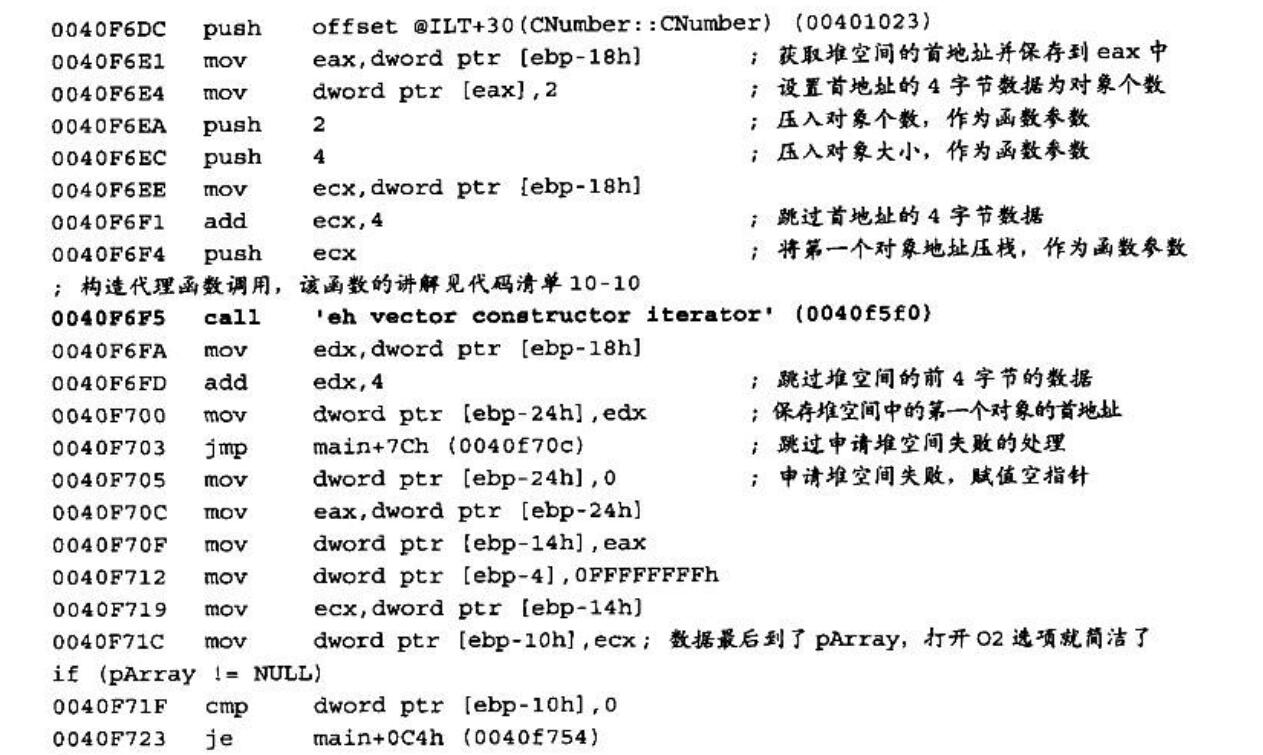 0040F6DC push offset @ILT+30(CNumber::CNumber) (00401023)
0040F6E1 mov eax,dword ptr [ebp-18h] ; 获取堆空间的首地址并保存到 eax 中
0040F6E4 mov dword ptr [eax],2 ; 设置首地址的 4 字节数据为对象个数
0040F6EA push 2 ; 压入对象个数，作为函数参数
0040F6EC push 4 ; 压入对象大小，作为函数参数
0040F6EE mov ecx,dword ptr [ebp-18h]
0040F6F1 add ecx,4 ; 跳过首地址的 4 字节数据
0040F6F4 push ecx ; 将第一个对象地址压栈，作为函数参数
; 构造代理函数调用，该函数的讲解见代码清单 10-10
0040F6F5 call 'eh vector constructor iterator' (0040f5f0)
0040F6FA mov edx,dword ptr [ebp-18h]
0040F6FD add edx,4 ; 跳过堆空间的前 4 字节的数据
0040F700 mov dword ptr [ebp-24h],edx ; 保存堆空间中的第一个对象的首地址
0040F703 jmp main+7Ch (0040f70c) ; 跳过申请堆空间失败的处理
0040F705 mov dword ptr [ebp-24h],0 ; 申请堆空间失败，赋值空指针
0040F70C mov eax,dword ptr [ebp-24h]
0040F70F mov dword ptr [ebp-14h],eax
0040F712 mov dword ptr [ebp-4],0FFFFFFFFh
0040F719 mov ecx,dword ptr [ebp-14h]
0040F71C mov dword ptr [ebp-10h],ecx ; 数据最后到了 pArray，打开 O2 选项就简洁了
if (pArray != NULL)
0040F71F cmp dword ptr [ebp-10h],0
0040F723 je main+0C4h (0040f754)